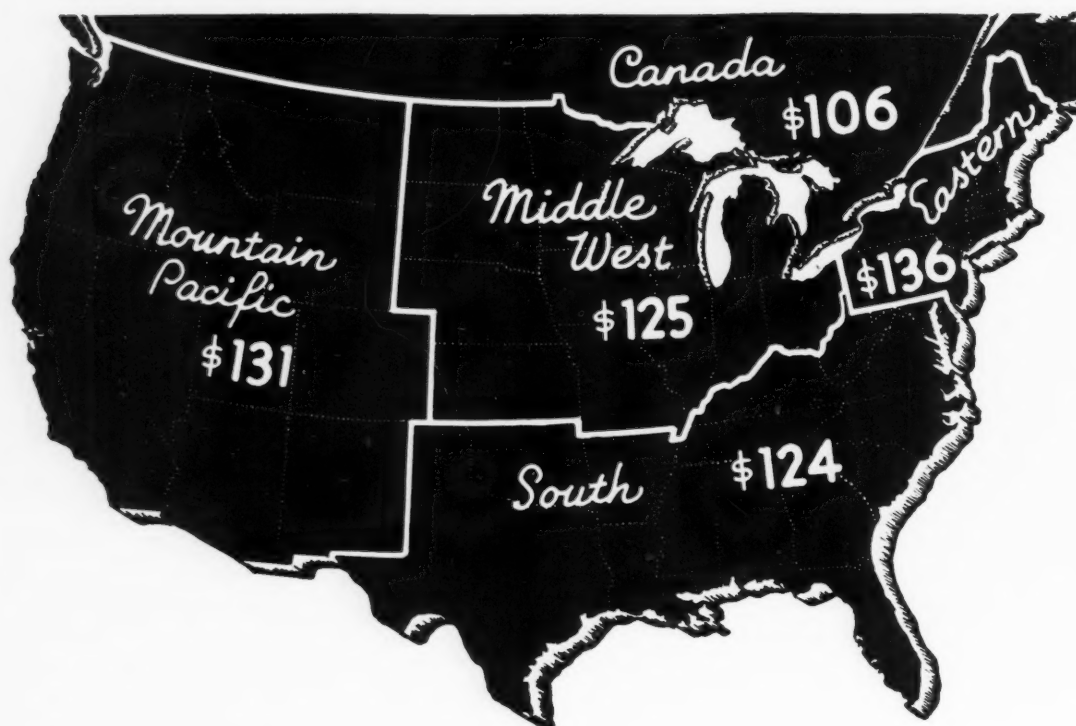 Canada
$106
Eastern
$136
Middle
West
$125
Mountain
Pacific
$131
South
$124